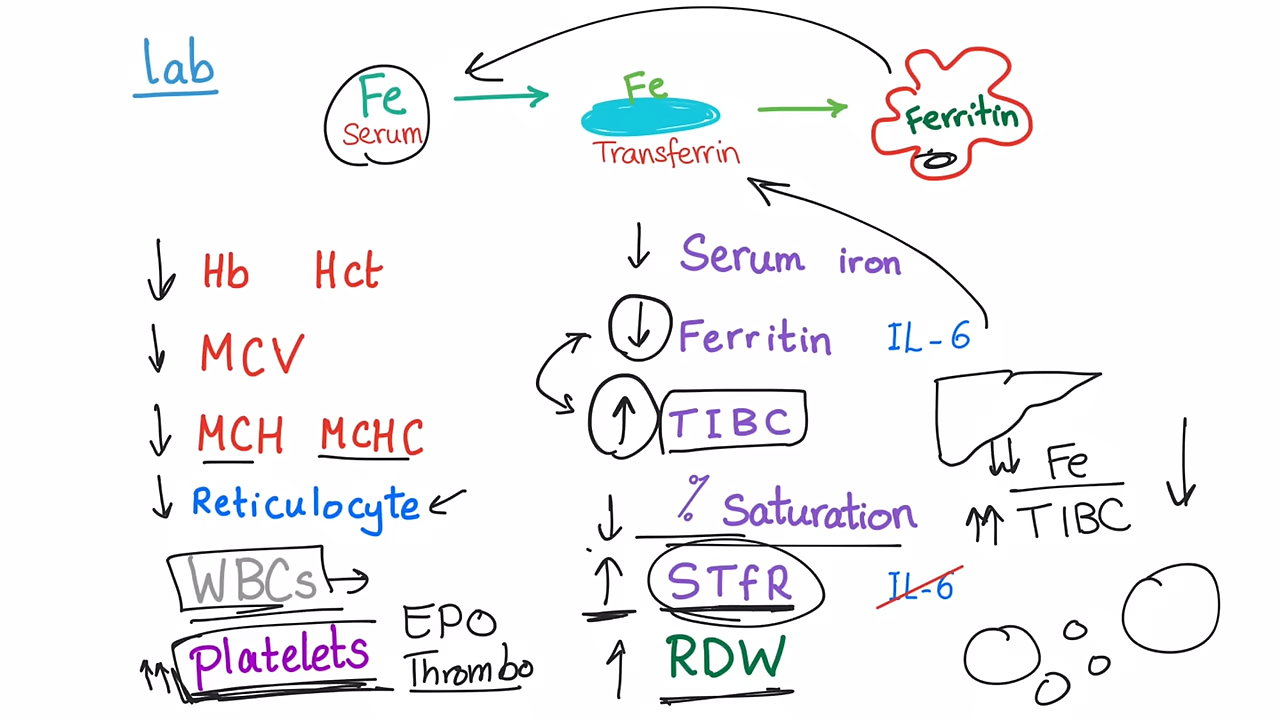 lab
Fe
Serum
Fe
Transferrin
Ferritin
↓ Hb Hct
↓ MCV
↓ MCH MCHC
↓ Reticulocyte ←
WBCs →
↑↑ Platelets
EPO
Thrombo
↓ Serum iron
↓ Ferritin IL-6
↑ TIBC
↓ % Saturation
↑ STfR IL-6
↑ RDW
↓↓ Fe
↑↑ TIBC ↓